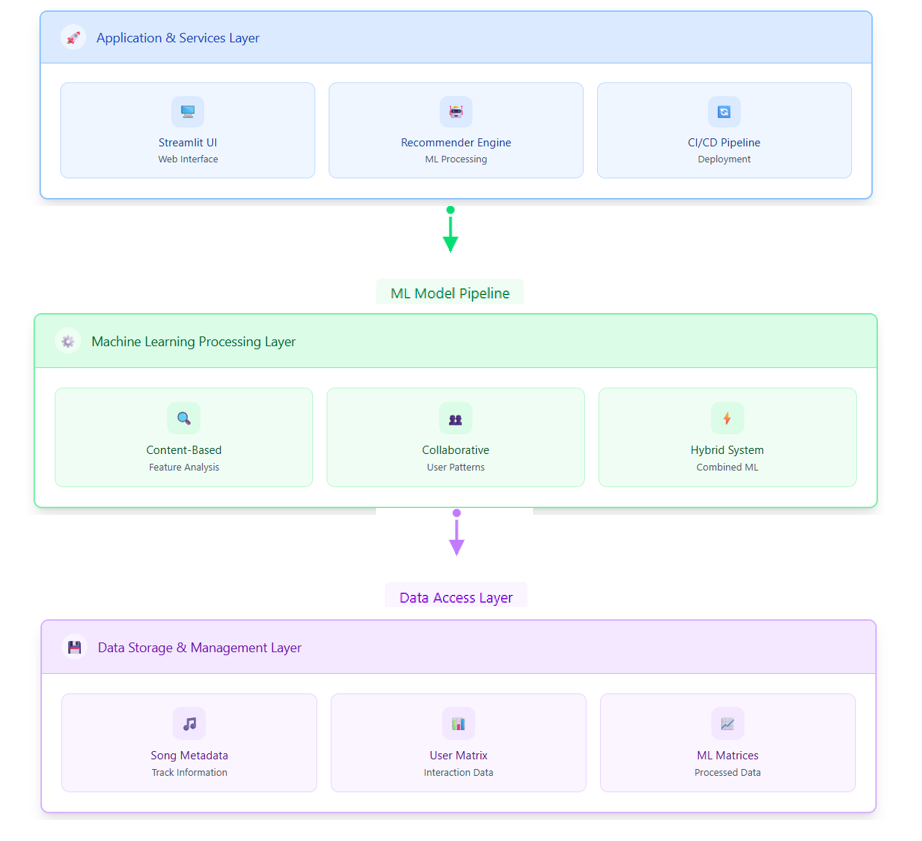 Application & Services Layer
Streamlit UI
Web Interface
Recommender Engine
ML Processing
CI/CD Pipeline
Deployment
ML Model Pipeline
Machine Learning Processing Layer
Content-Based
Feature Analysis
Collaborative
User Patterns
Hybrid System
Combined ML
Data Access Layer
Data Storage & Management Layer
Song Metadata
Track Information
User Matrix
Interaction Data
ML Matrices
Processed Data